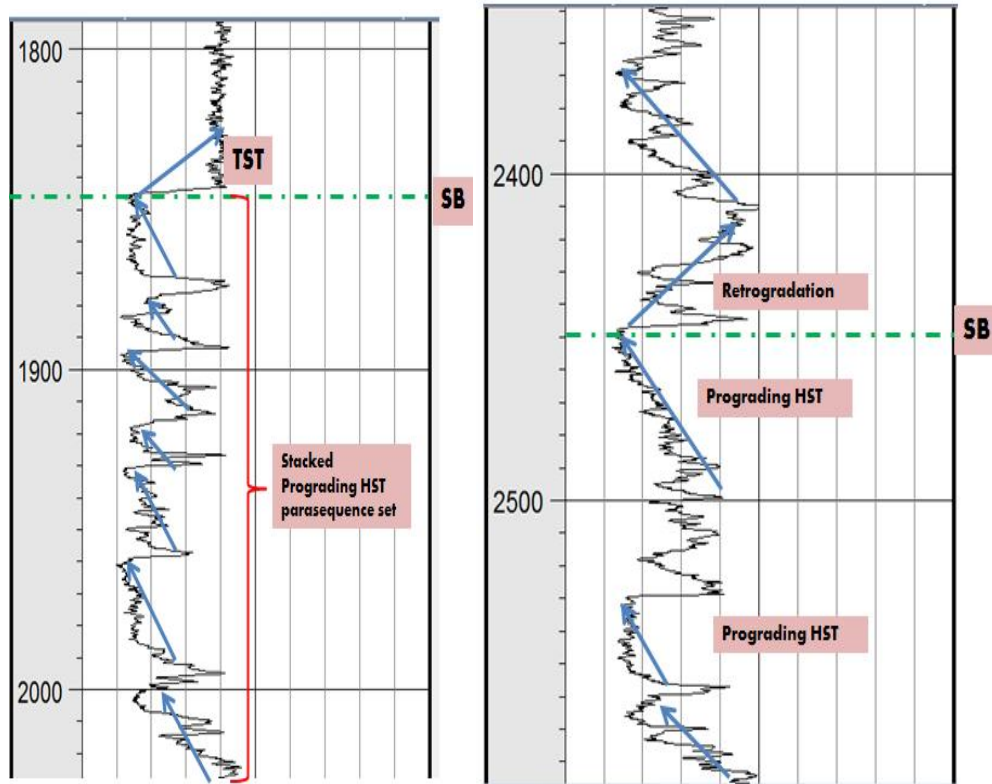 1800
TST
SB
1900
Stacked
Prograding HST
parasequence set
2000
2400
Retrogradation
SB
Prograding HST
2500
Prograding HST